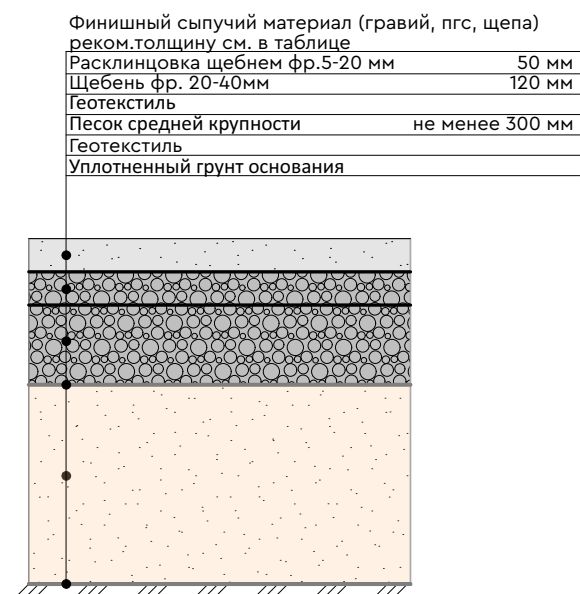 Финишный сыпучий материал (гравий, пгс, щепа)
реком.толщину см. в таблице
Расклинцовка щебнем фр.5-20 мм 50 мм
Щебень фр. 20-40мм 120 мм
Геотекстиль
Песок средней крупности не менее 300 мм
Геотекстиль
Уплотненный грунт основания